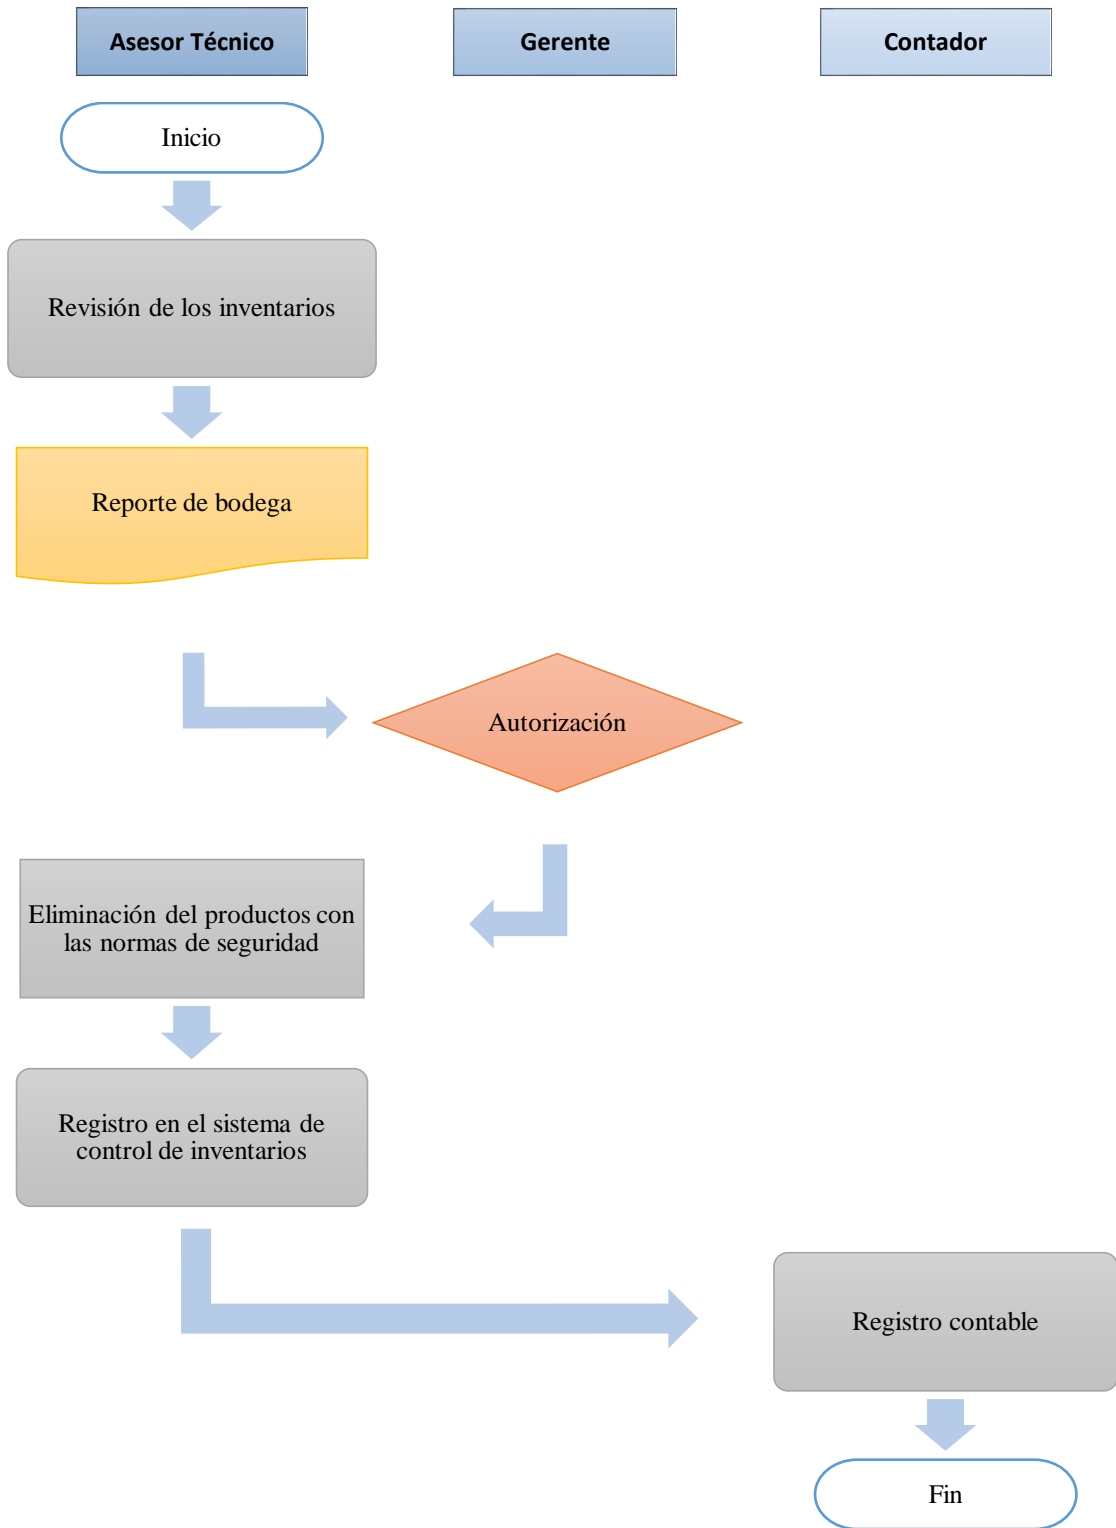 Asesor Técnico
Gerente
Contador
Inicio
Revisión de los inventarios
Reporte de bodega
Autorización
Eliminación del productos con
las normas de seguridad
Registro en el sistema de
control de inventarios
Registro contable
Fin